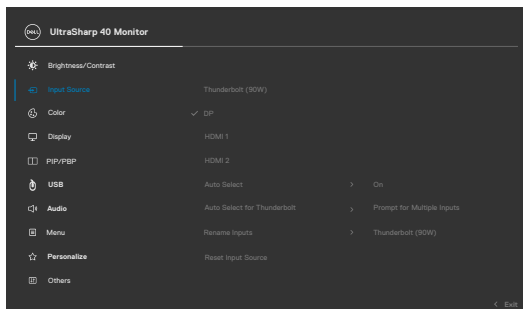 DELL UltraSharp 40 Monitor
Brightness/Contrast
Input Source Thunderbolt (90W)
Color DP
Display HDMI 1
PIP/PBP HDMI 2
USB Auto Select > On
Audio Auto Select for Thunderbolt > Prompt for Multiple Inputs
Menu Rename Inputs > Thunderbolt (90W)
Personalize Reset Input Source
Others
< Exit